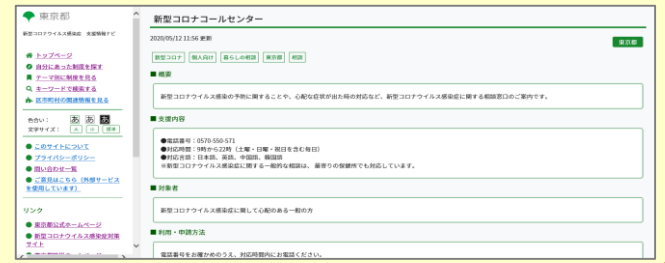 東京都
新型コロナウイルス感染症 支援情報ナビ
トップページ
自分にあった制度を探す
テーマ別に制度を見る
キーワードで検索する
区市町村の関連情報を見る
色合い： あ あ あ
文字サイズ： 大 小 標準
このサイトについて
プライバシーポリシー
問い合わせ一覧
ご意見はこちら（外部サービスを使用しています）
リンク
東京都公式ホームページ
新型コロナウイルス感染症対策サイト
新型コロナコールセンター
2020/05/12 11:56 更新
東京都
新型コロナ 個人向け 暮らしの相談 東京都 相談
■ 概要
新型コロナウイルス感染症の予防に関することや、心配な症状が出た時の対応など、新型コロナウイルス感染症に関する相談窓口のご案内です。
■ 支援内容
●電話番号：0570-550-571
●対応時間：9時から22時（土曜・日曜・祝日を含む毎日）
●対応言語：日本語、英語、中国語、韓国語
※新型コロナウイルス感染症に関する一般的な相談は、最寄りの保健所でも対応しています。
■ 対象者
新型コロナウイルス感染症に関して心配のある一般の方
■ 利用・申請方法
電話番号をお確かめのうえ、対応時間内にお電話ください。